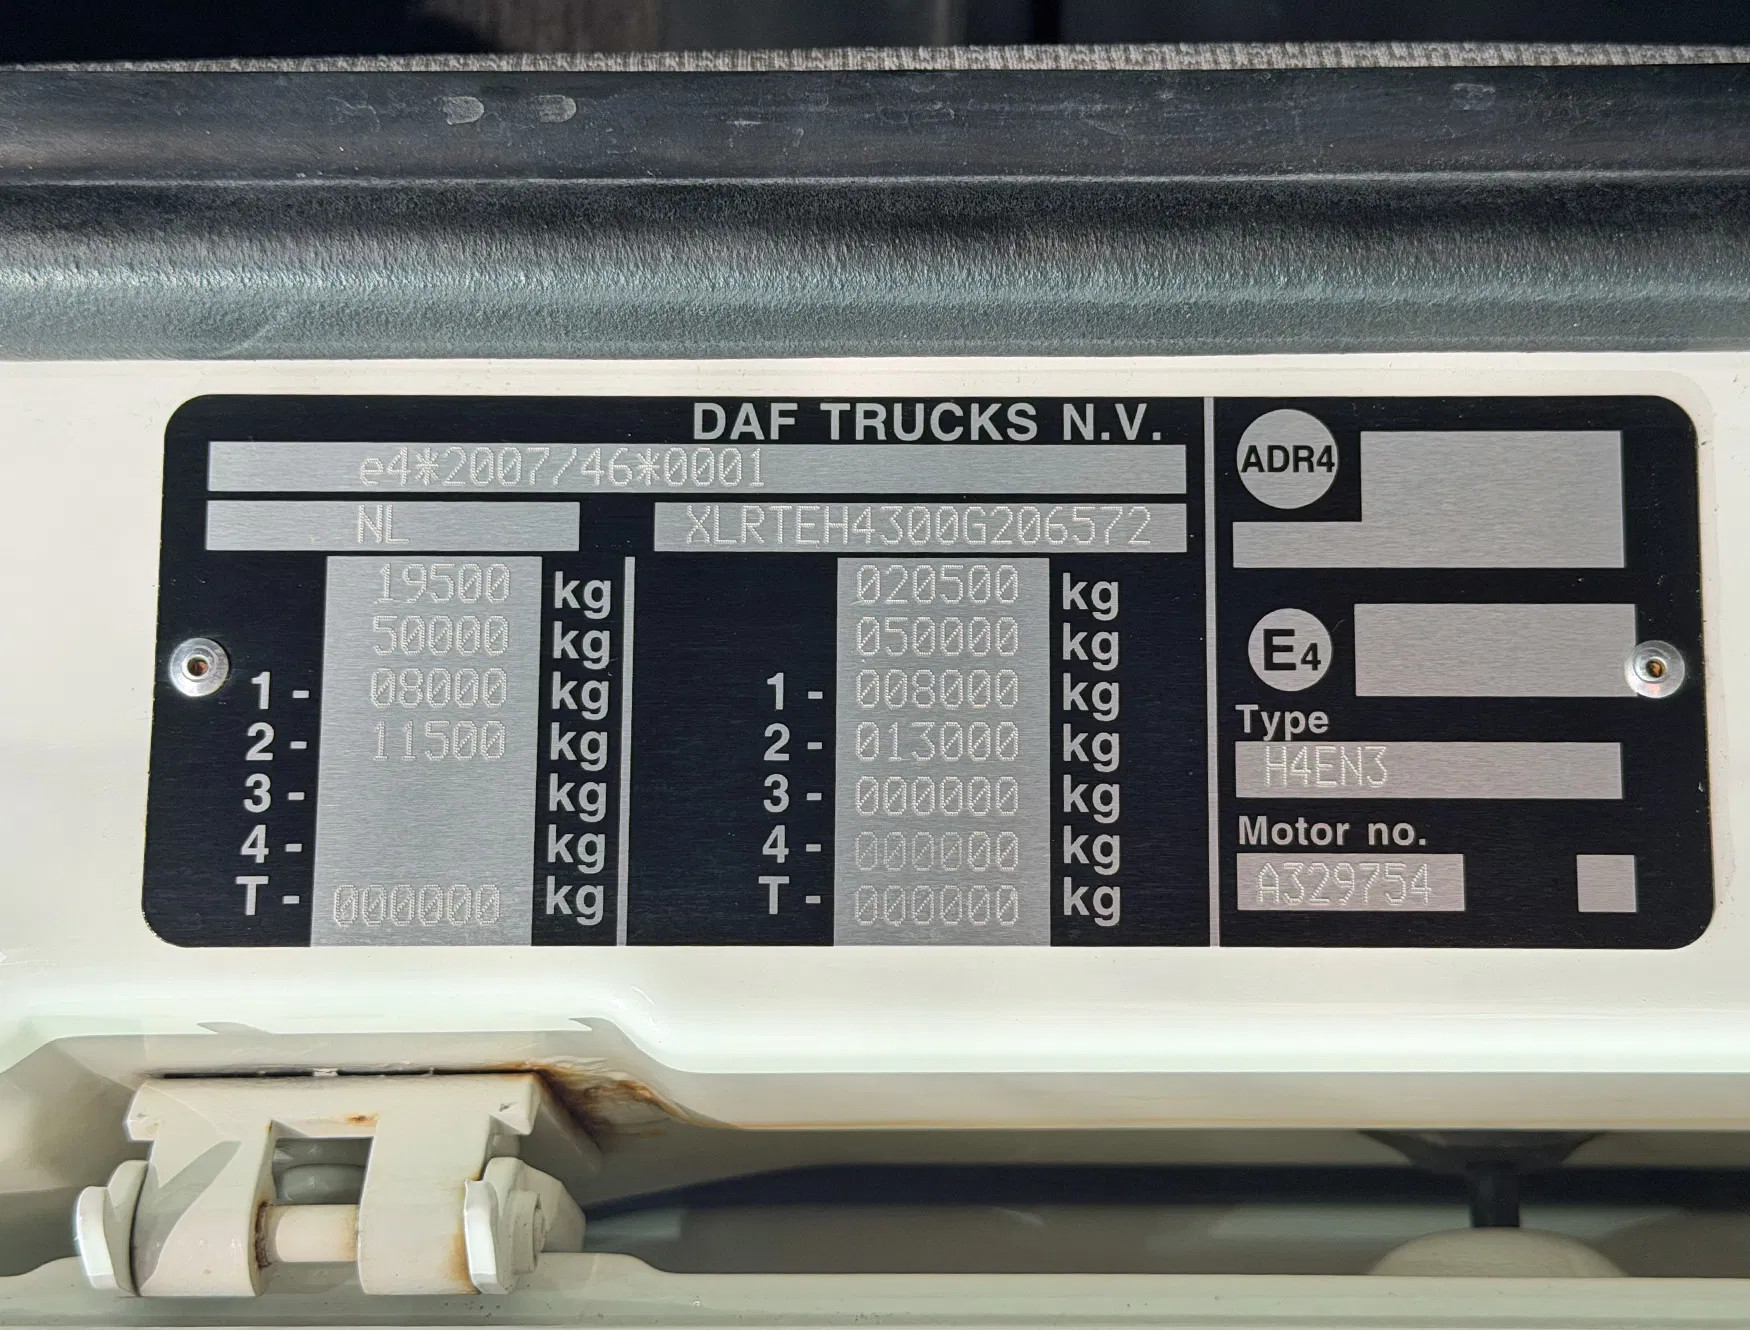 DAF TRUCKS N.V.
e4*2007/46*0001
NL XLRTEH4300G206572
19500 kg 020500 kg
50000 kg 050000 kg
1 - 08000 kg 1 - 008000 kg
2 - 11500 kg 2 - 013000 kg
3 - kg 3 - 000000 kg
4 - kg 4 - 000000 kg
T - 000000 kg T - 000000 kg
ADR4
E4
Type
H4EN3
Motor no.
A329754